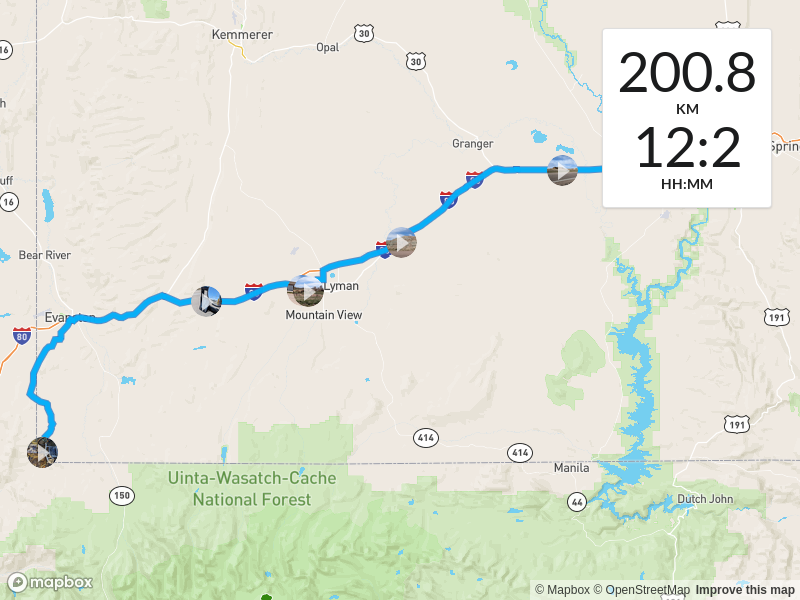 Kemmerer
16
Opal
30
30
200.8
KM
12:2
HH:MM
Granger
Spring
uff
16
Bear River
Lyman
Mountain View
Evanston
80
191
191
414
414
Manila
Uinta-Wasatch-Cache
National Forest
150
44
Dutch John
mapbox
© Mapbox © OpenStreetMap Improve this map